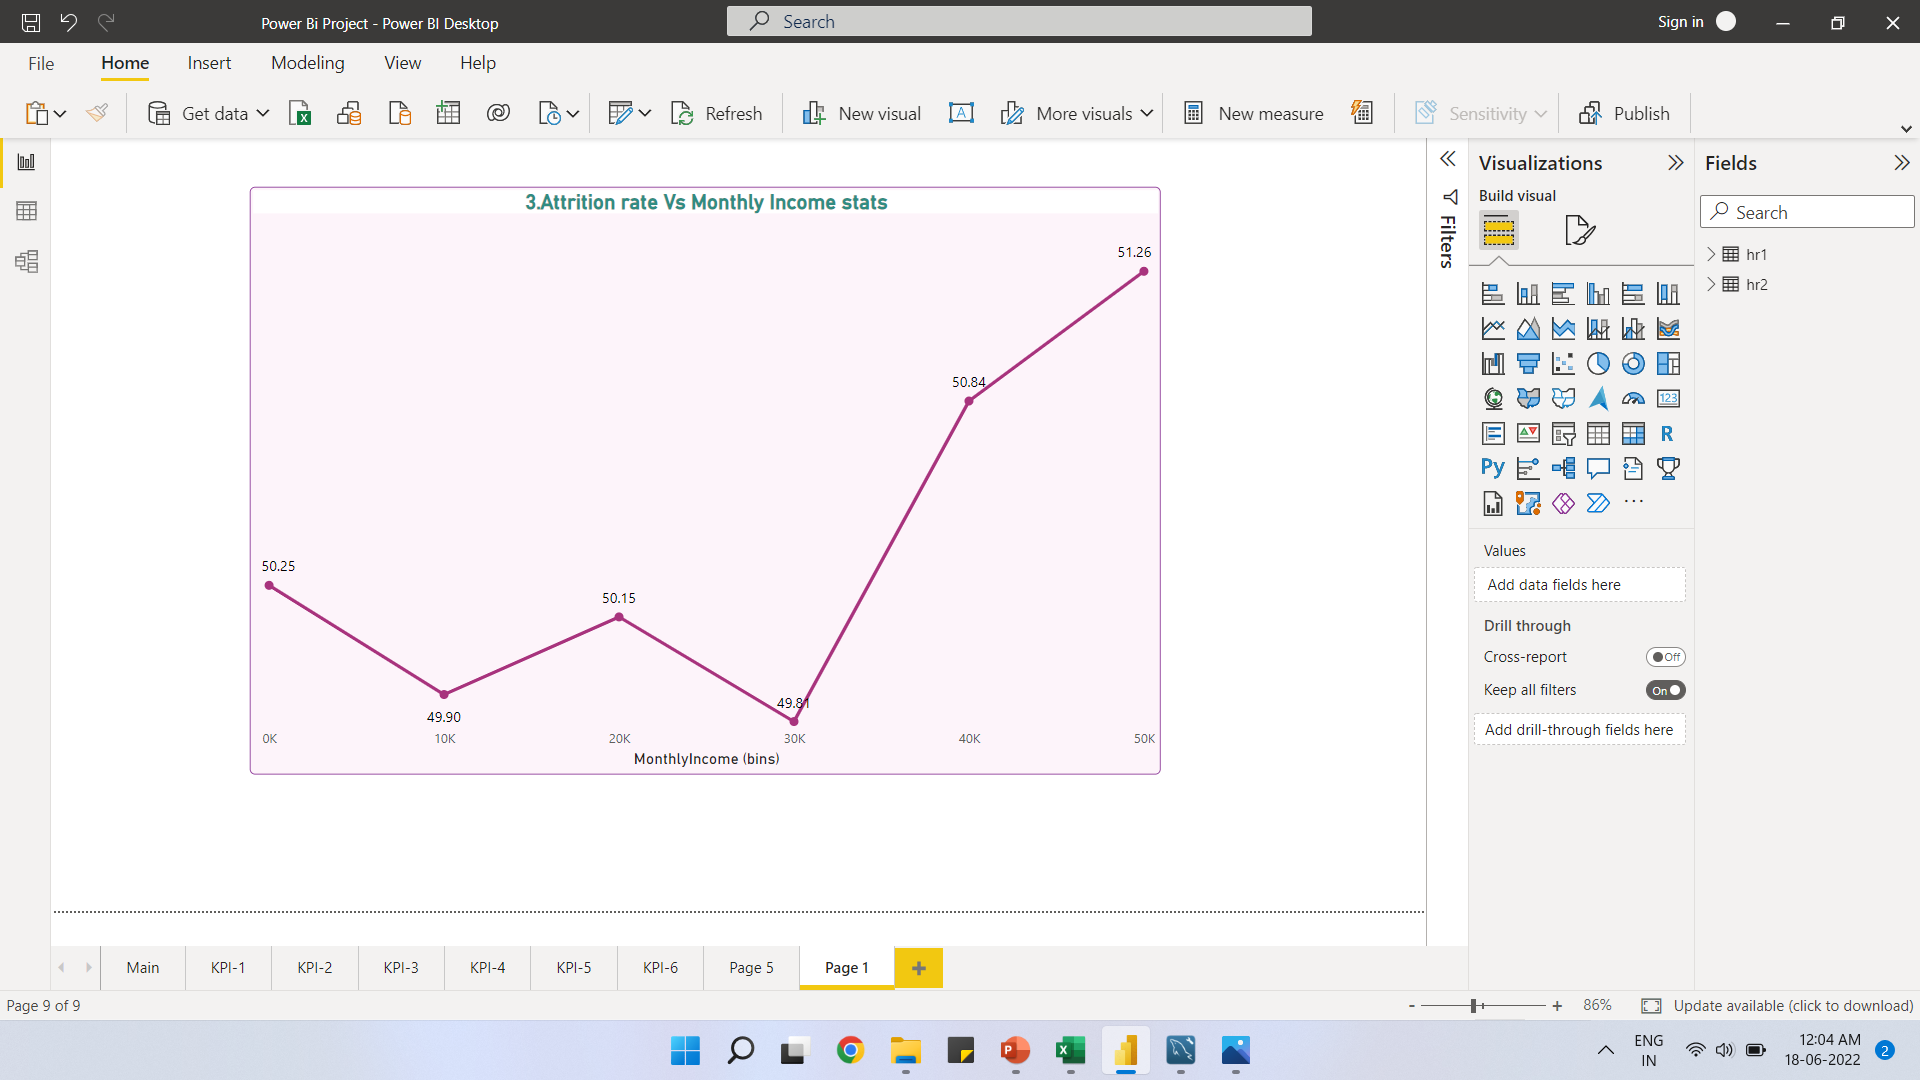 Power Bi Project - Power BI Desktop
Search
Sign in
File
Home
Insert
Modeling
View
Help
Get data
Refresh
New visual
More visuals
New measure
Sensitivity
Publish
3.Attrition rate Vs Monthly Income stats
51.26
50.84
50.25
50.15
49.81
49.90
0K 10K 20K 30K 40K 50K
MonthlyIncome (bins)
Filters
Visualizations
Build visual
123
R
Py
Values
Add data fields here
Drill through
Cross-report
Off
Keep all filters
On
Add drill-through fields here
Fields
Search
hr1
hr2
Main
KPI-1
KPI-2
KPI-3
KPI-4
KPI-5
KPI-6
Page 5
Page 1
Page 9 of 9
- + 86%
Update available (click to download)
ENG
IN
12:04 AM
18-06-2022
2